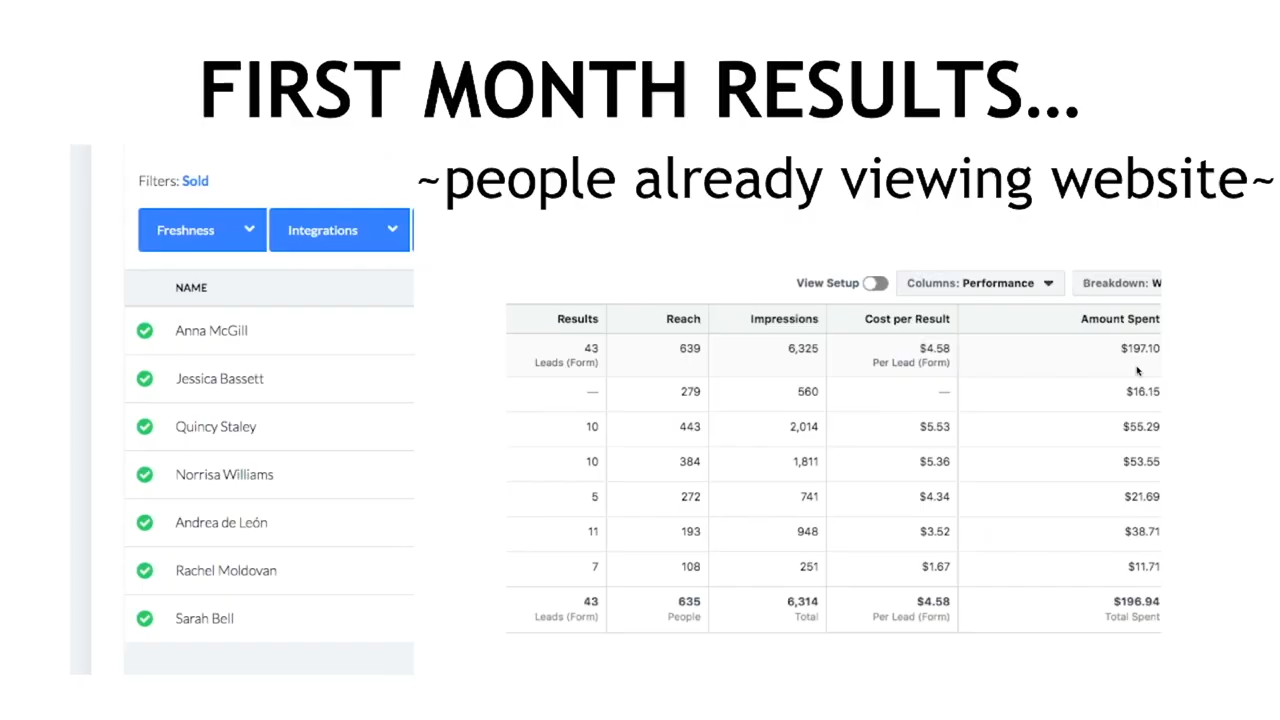 FIRST MONTH RESULTS...
~people already viewing website~
Filters: Sold
Freshness Integrations
NAME
Anna McGill
Jessica Bassett
Quincy Staley
Norrisa Williams
Andrea de León
Rachel Moldovan
Sarah Bell
View Setup Columns: Performance Breakdown: W
Results Reach Impressions Cost per Result Amount Spent
43 639 6,325 $4.58 $197.10
Leads (Form) Per Lead (Form)
— 279 560 — $16.15
10 443 2,014 $5.53 $55.29
10 384 1,811 $5.36 $53.55
5 272 741 $4.34 $21.69
11 193 948 $3.52 $38.71
7 108 251 $1.67 $11.71
43 635 6,314 $4.58 $196.94
Leads (Form) People Total Per Lead (Form) Total Spent